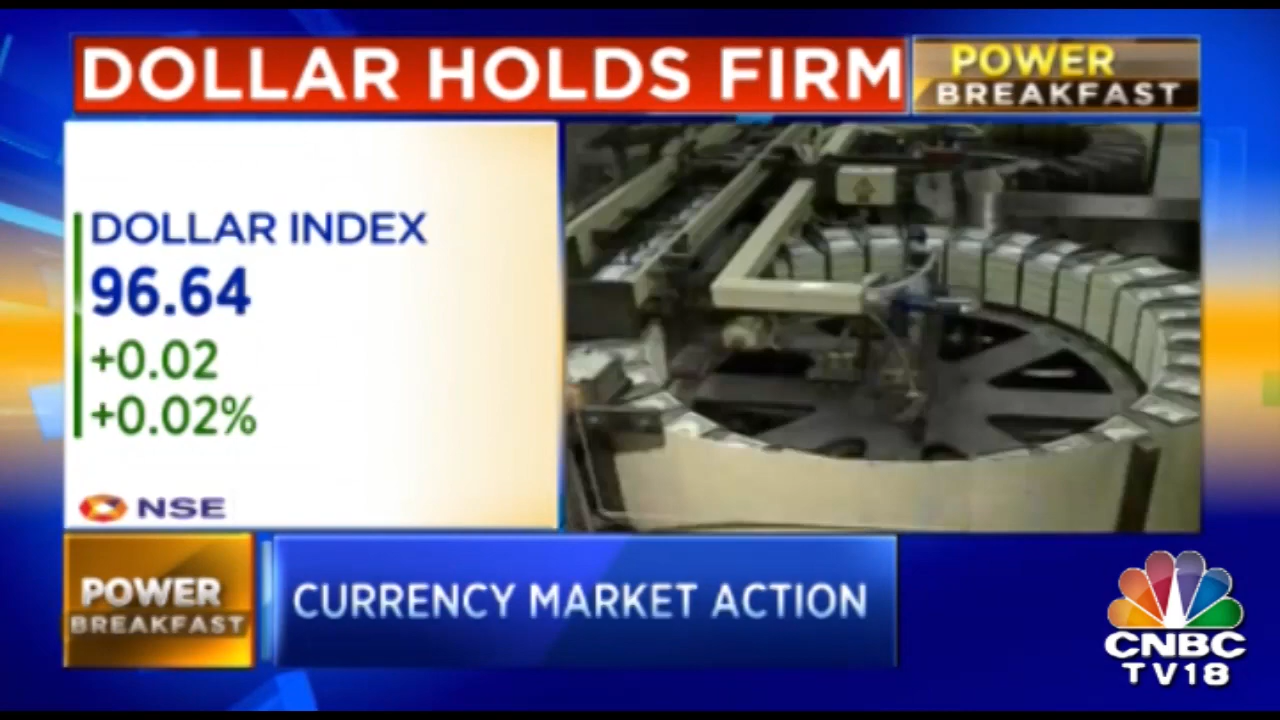 DOLLAR HOLDS FIRM
POWER
BREAKFAST
DOLLAR INDEX
96.64
+0.02
+0.02%
NSE
POWER
BREAKFAST
CURRENCY MARKET ACTION
CNBC
TV18